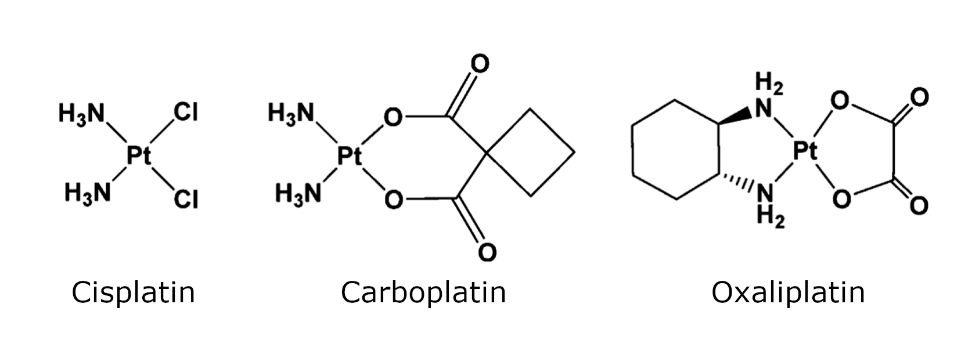 H₃N
Cl
Pt
H₃N
Cl
Cisplatin
O
H₃N
O
Pt
H₃N
O
O
Carboplatin
H₂
N
O
O
Pt
N
H₂
O
O
Oxaliplatin